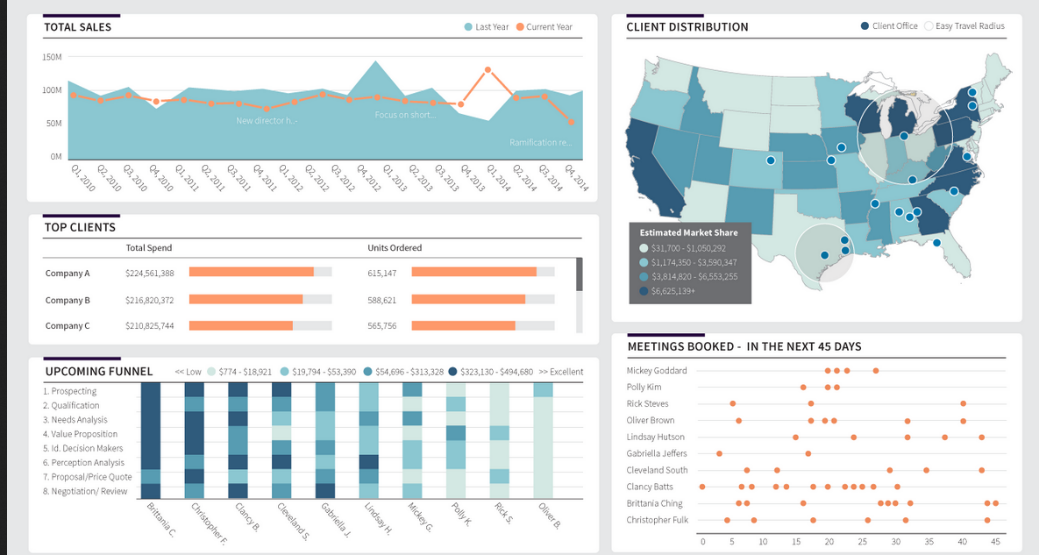 TOTAL SALES
Last Year
Current Year
150M
100M
50M
0M
New director h...
Focus on short...
Ramification re...
Q1, 2010
Q2, 2010
Q3, 2010
Q4, 2010
Q1, 2011
Q2, 2011
Q3, 2011
Q4, 2011
Q1, 2012
Q2, 2012
Q3, 2012
Q4, 2012
Q1, 2013
Q2, 2013
Q3, 2013
Q4, 2013
Q1, 2014
Q2, 2014
Q3, 2014
Q4, 2014
TOP CLIENTS
Total Spend Units Ordered
Company A $224,561,388 615,147
Company B $216,820,372 588,621
Company C $210,825,744 565,756
UPCOMING FUNNEL
<< Low $774 - $18,921 $19,794 - $53,390 $54,696 - $313,328 $323,130 - $494,680 >> Excellent
1. Prospecting
2. Qualification
3. Needs Analysis
4. Value Proposition
5. Id. Decision Makers
6. Perception Analysis
7. Proposal/Price Quote
8. Negotiation/ Review
Brittania C.
Christopher F.
Clancy B.
Cleveland S.
Gabriella J.
Lindsay H.
Mickey G.
Polly K.
Rick S.
Oliver B.
CLIENT DISTRIBUTION
Client Office
Easy Travel Radius
Estimated Market Share
$31,700 - $1,050,292
$1,174,350 - $3,590,347
$3,814,820 - $6,553,255
$6,625,139+
MEETINGS BOOKED - IN THE NEXT 45 DAYS
Mickey Goddard
Polly Kim
Rick Steves
Oliver Brown
Lindsay Hutson
Gabriella Jeffers
Cleveland South
Clancy Batts
Brittania Ching
Christopher Fulk
0 5 10 15 20 25 30 35 40 45